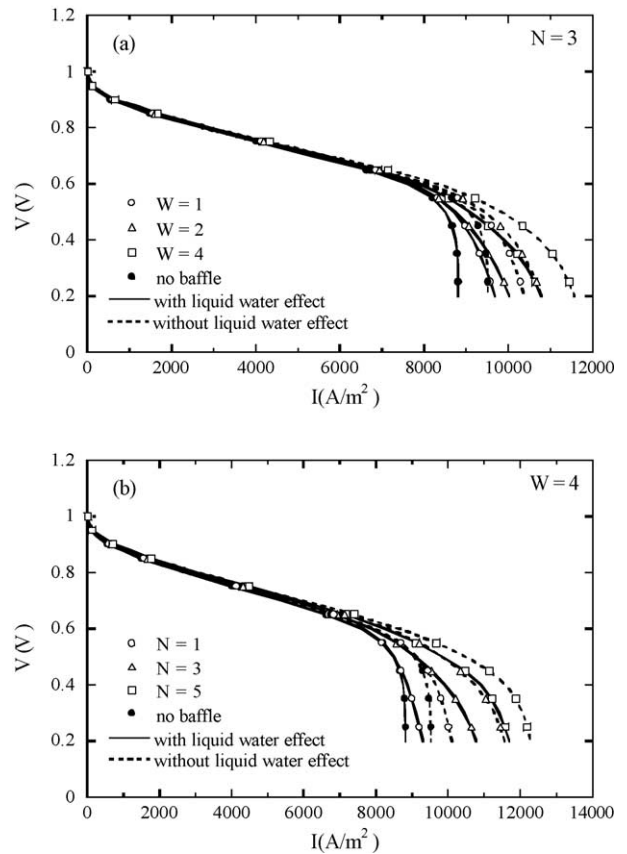 (a)
N = 3
1.2
1
0.8
0.6
0.4
0.2
0
V (V)
W = 1
W = 2
W = 4
no baffle
with liquid water effect
without liquid water effect
0 2000 4000 6000 8000 10000 12000
I(A/m²)
(b)
W = 4
1.2
1
0.8
0.6
0.4
0.2
0
V (V)
N = 1
N = 3
N = 5
no baffle
with liquid water effect
without liquid water effect
0 2000 4000 6000 8000 10000 12000 14000
I(A/m²)